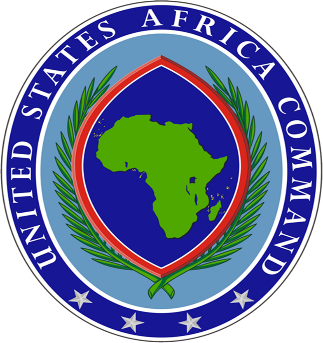 UNITED STATES AFRICA COMMAND